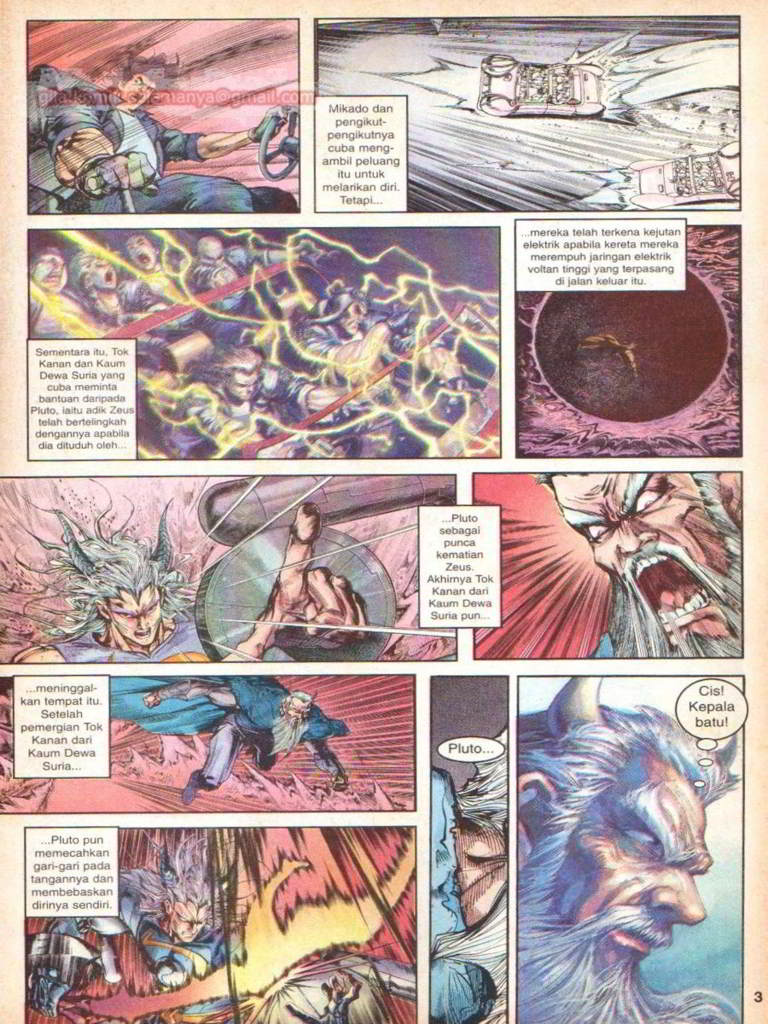 Mikado dan
pengikut-
pengikutnya
cuba meng-
ambil peluang
itu untuk
melarikan diri.
Tetapi...
...mereka telah terkena kejutan
elektrik apabila kereta mereka
merempuh jaringan elektrik
voltan tinggi yang terpasang
di jalan keluar itu.
Sementara itu, Tok
Kanan dan Kaum
Dewa Suria yang
cuba meminta
bantuan daripada
Pluto, iaitu adik Zeus
telah bertelingkah
dengannya apabila
dia dituduh oleh...
...Pluto
sebagai
punca
kematian
Zeus.
Akhirnya Tok
Kanan dari
Kaum Dewa
Suria pun...
...meninggal-
kan tempat itu.
Setelah
pemergian Tok
Kanan dari
Kaum Dewa
Suria...
Pluto...
Cis!
Kepala
batu!
...Pluto pun
memecahkan
gari-gari pada
tangannya dan
membebaskan
dirinya sendiri.
3